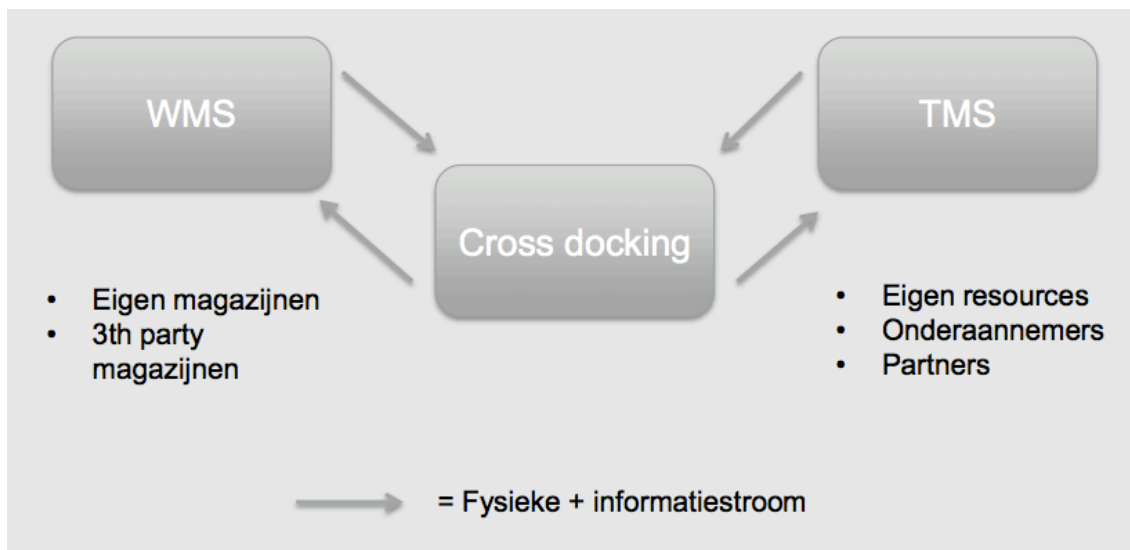 WMS
TMS
Cross docking
• Eigen magazijnen
• 3th party
magazijnen
• Eigen resources
• Onderaannemers
• Partners
= Fysieke + informatiestroom